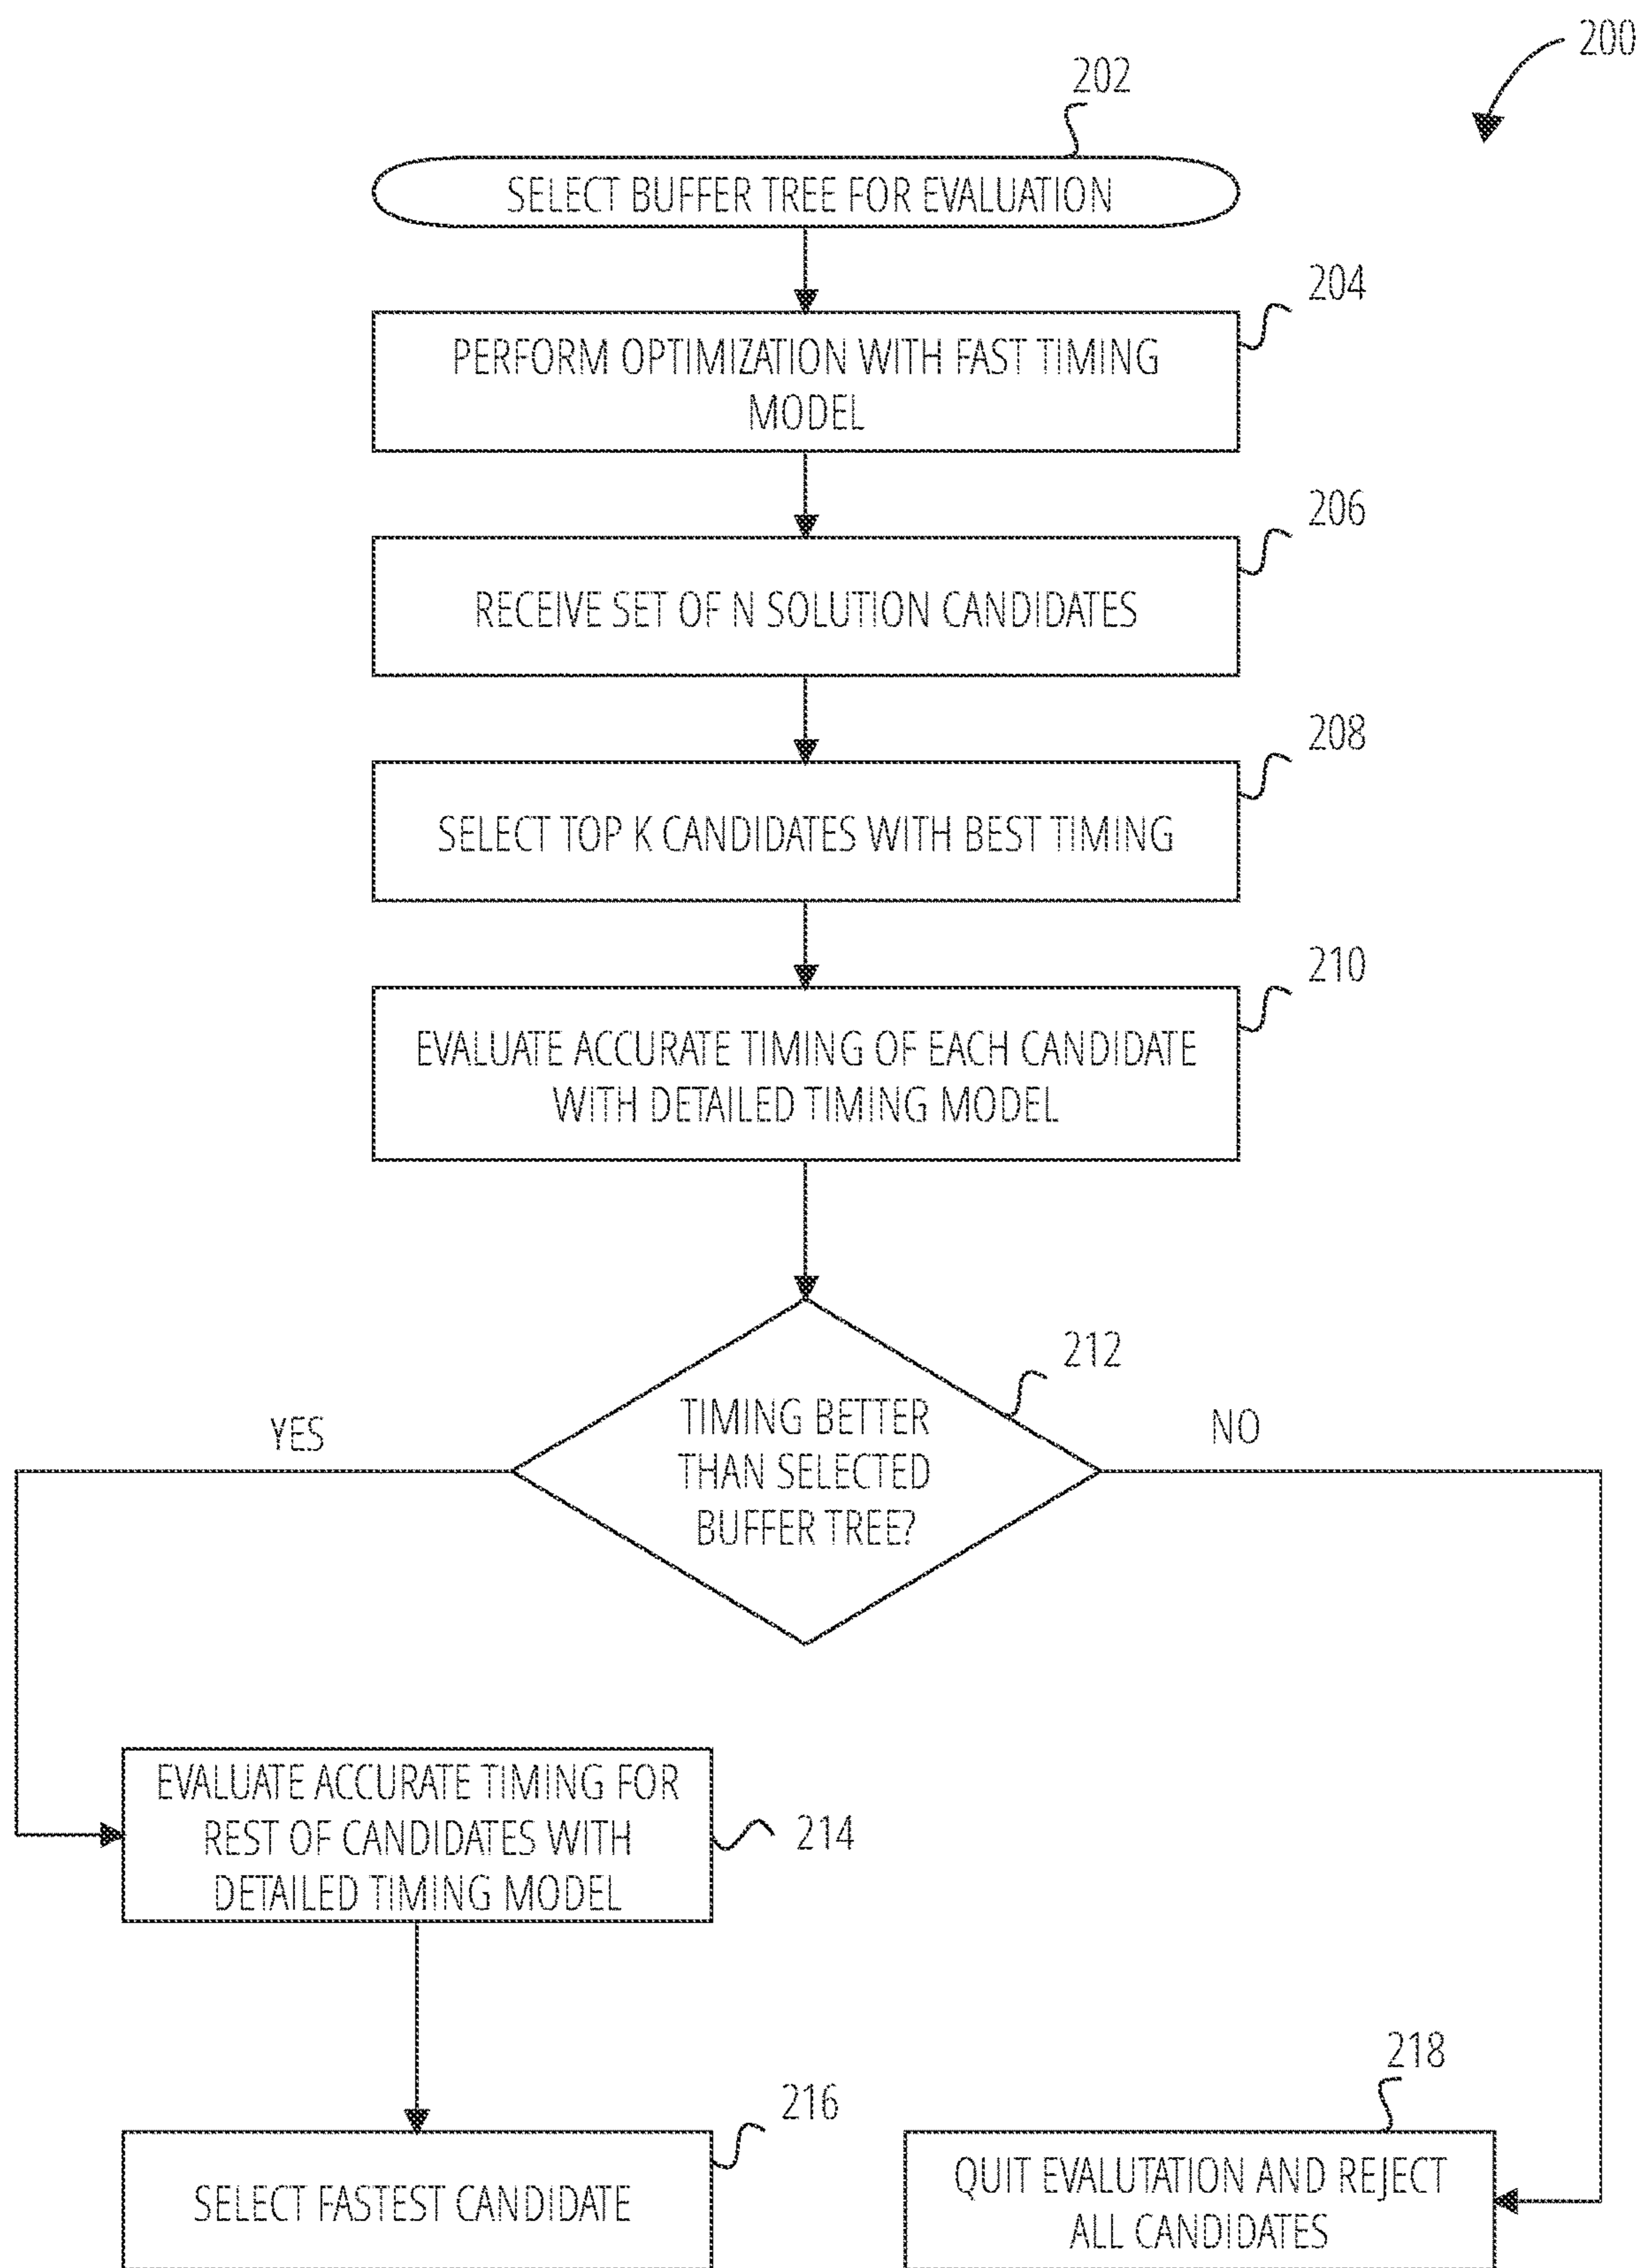 200
202
SELECT BUFFER TREE FOR EVALUATION
204
PERFORM OPTIMIZATION WITH FAST TIMING
MODEL
206
RECEIVE SET OF N SOLUTION CANDIDATES
208
SELECT TOP K CANDIDATES WITH BEST TIMING
210
EVALUATE ACCURATE TIMING OF EACH CANDIDATE
WITH DETAILED TIMING MODEL
212
TIMING BETTER
THAN SELECTED
BUFFER TREE?
YES
NO
EVALUATE ACCURATE TIMING FOR
REST OF CANDIDATES WITH
DETAILED TIMING MODEL
214
216
SELECT FASTEST CANDIDATE
218
QUIT EVALUTATION AND REJECT
ALL CANDIDATES